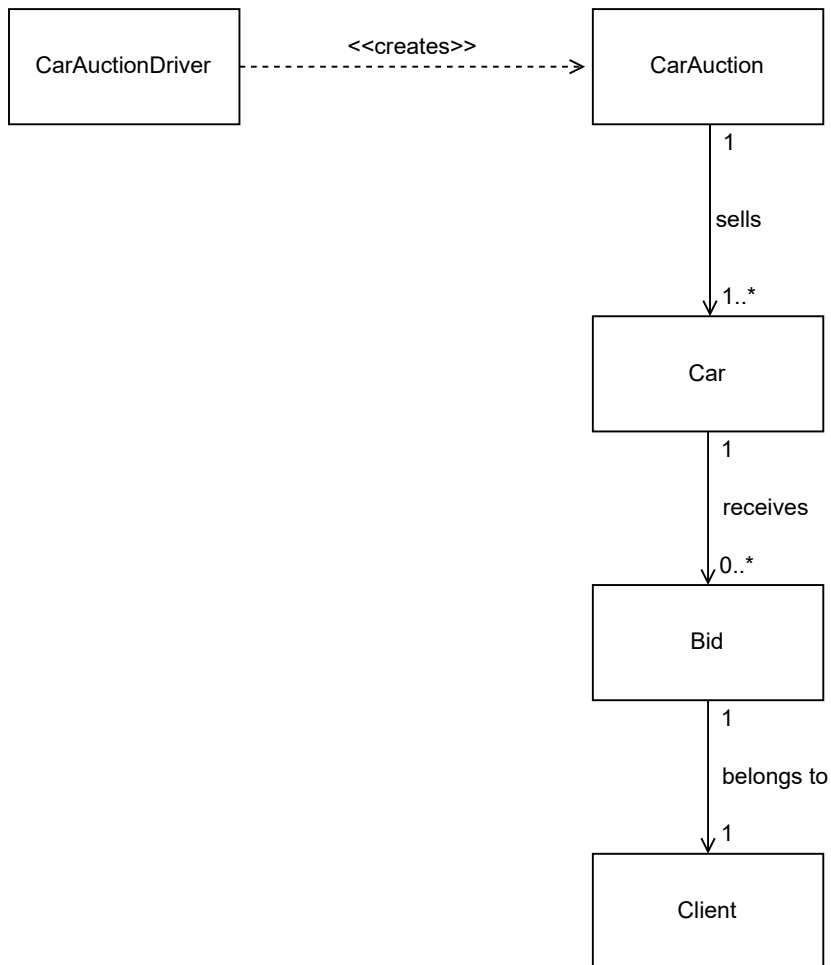 CarAuctionDriver
<<creates>>
CarAuction
1
sells
1..*
Car
1
receives
0..*
Bid
1
belongs to
1
Client